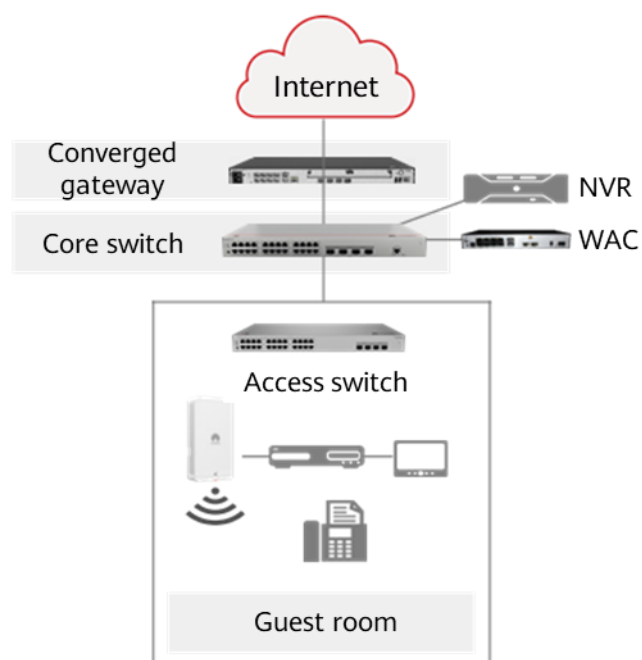 Internet
Converged
gateway
NVR
Core switch
WAC
Access switch
Guest room